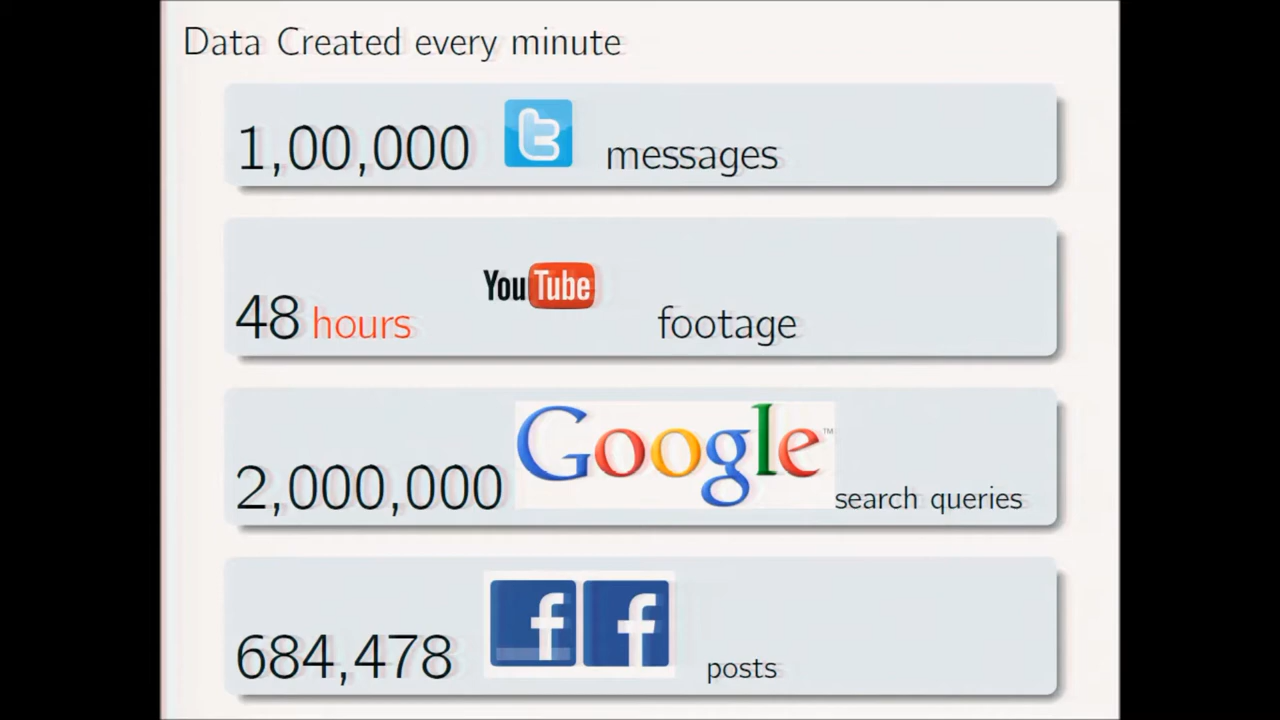 Data Created every minute
1,00,000 messages
48 hours YouTube footage
2,000,000 Google™ search queries
684,478 posts